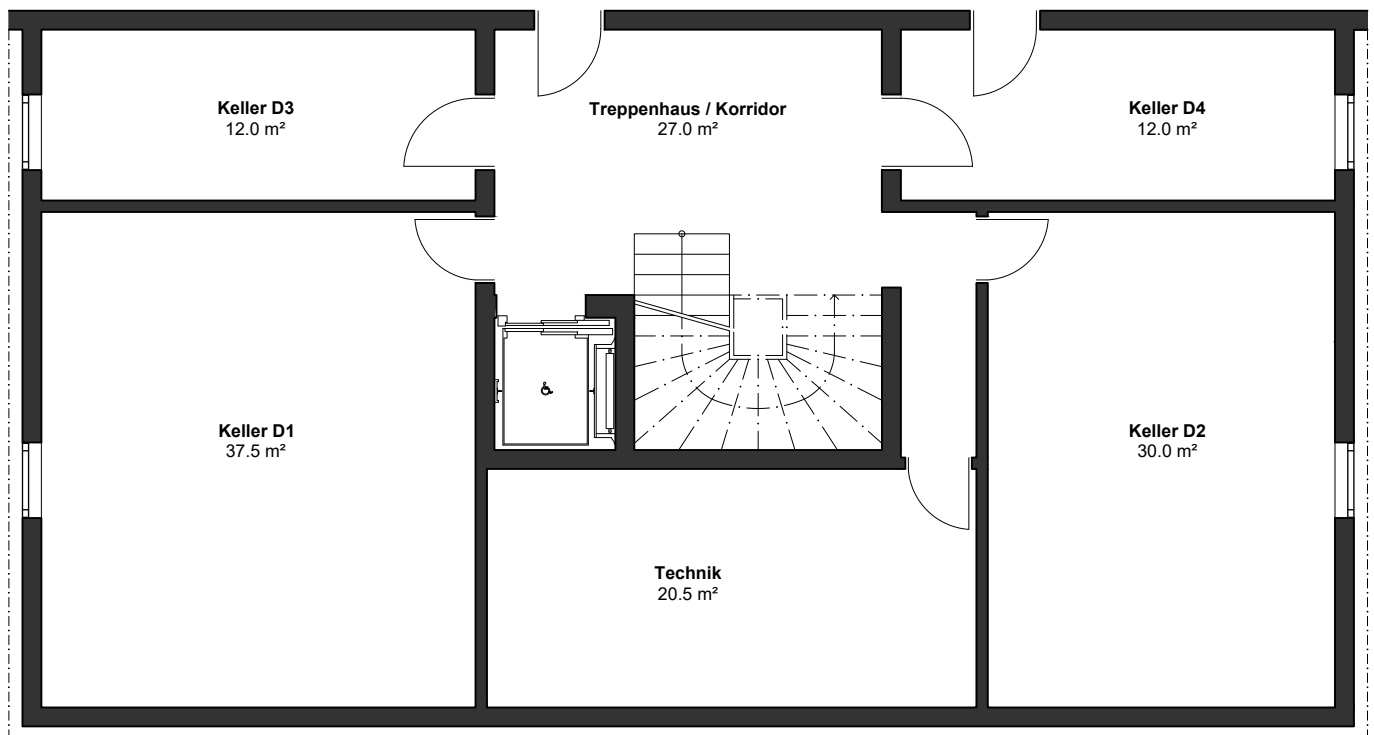 Keller D3
12.0 m²
Treppenhaus / Korridor
27.0 m²
Keller D4
12.0 m²
Keller D1
37.5 m²
Keller D2
30.0 m²
Technik
20.5 m²